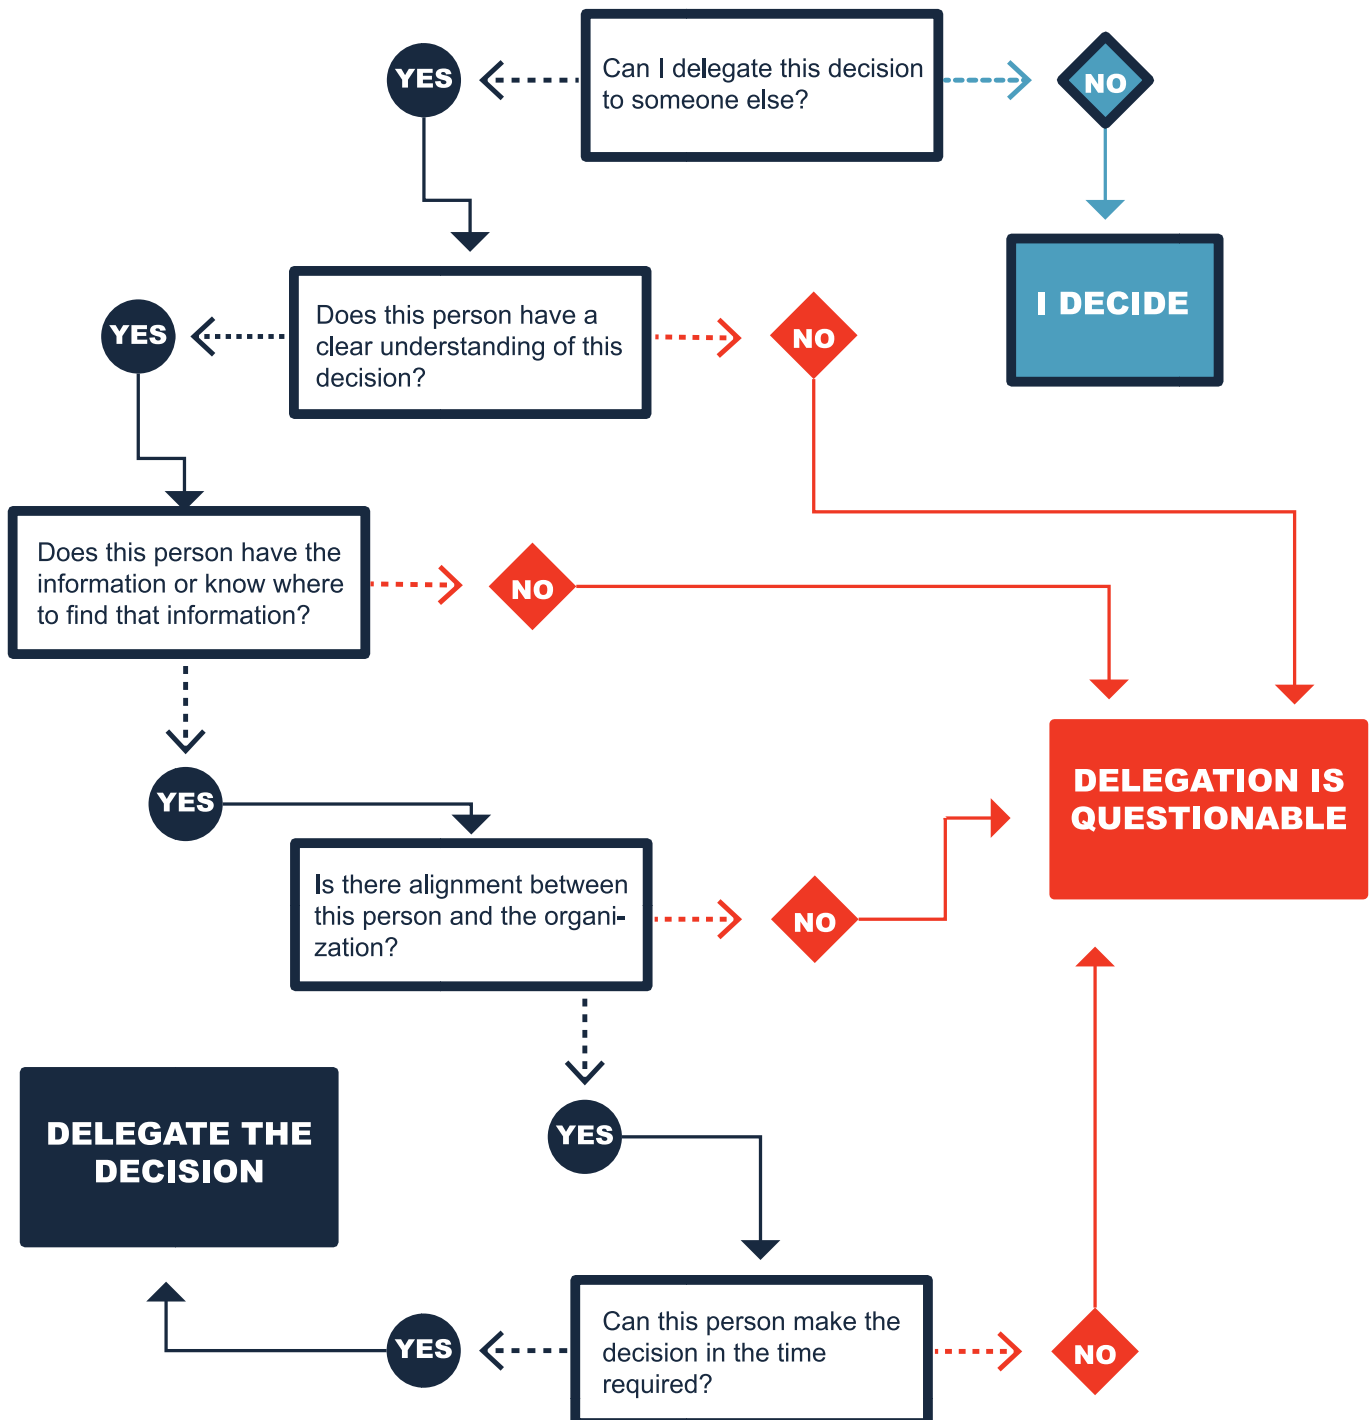 Can I delegate this decision
to someone else?
YES
NO
I DECIDE
Does this person have a
clear understanding of this
decision?
YES
NO
Does this person have the
information or know where
to find that information?
NO
YES
DELEGATION IS
QUESTIONABLE
Is there alignment between
this person and the organi-
zation?
NO
YES
DELEGATE THE
DECISION
Can this person make the
decision in the time
required?
YES
NO